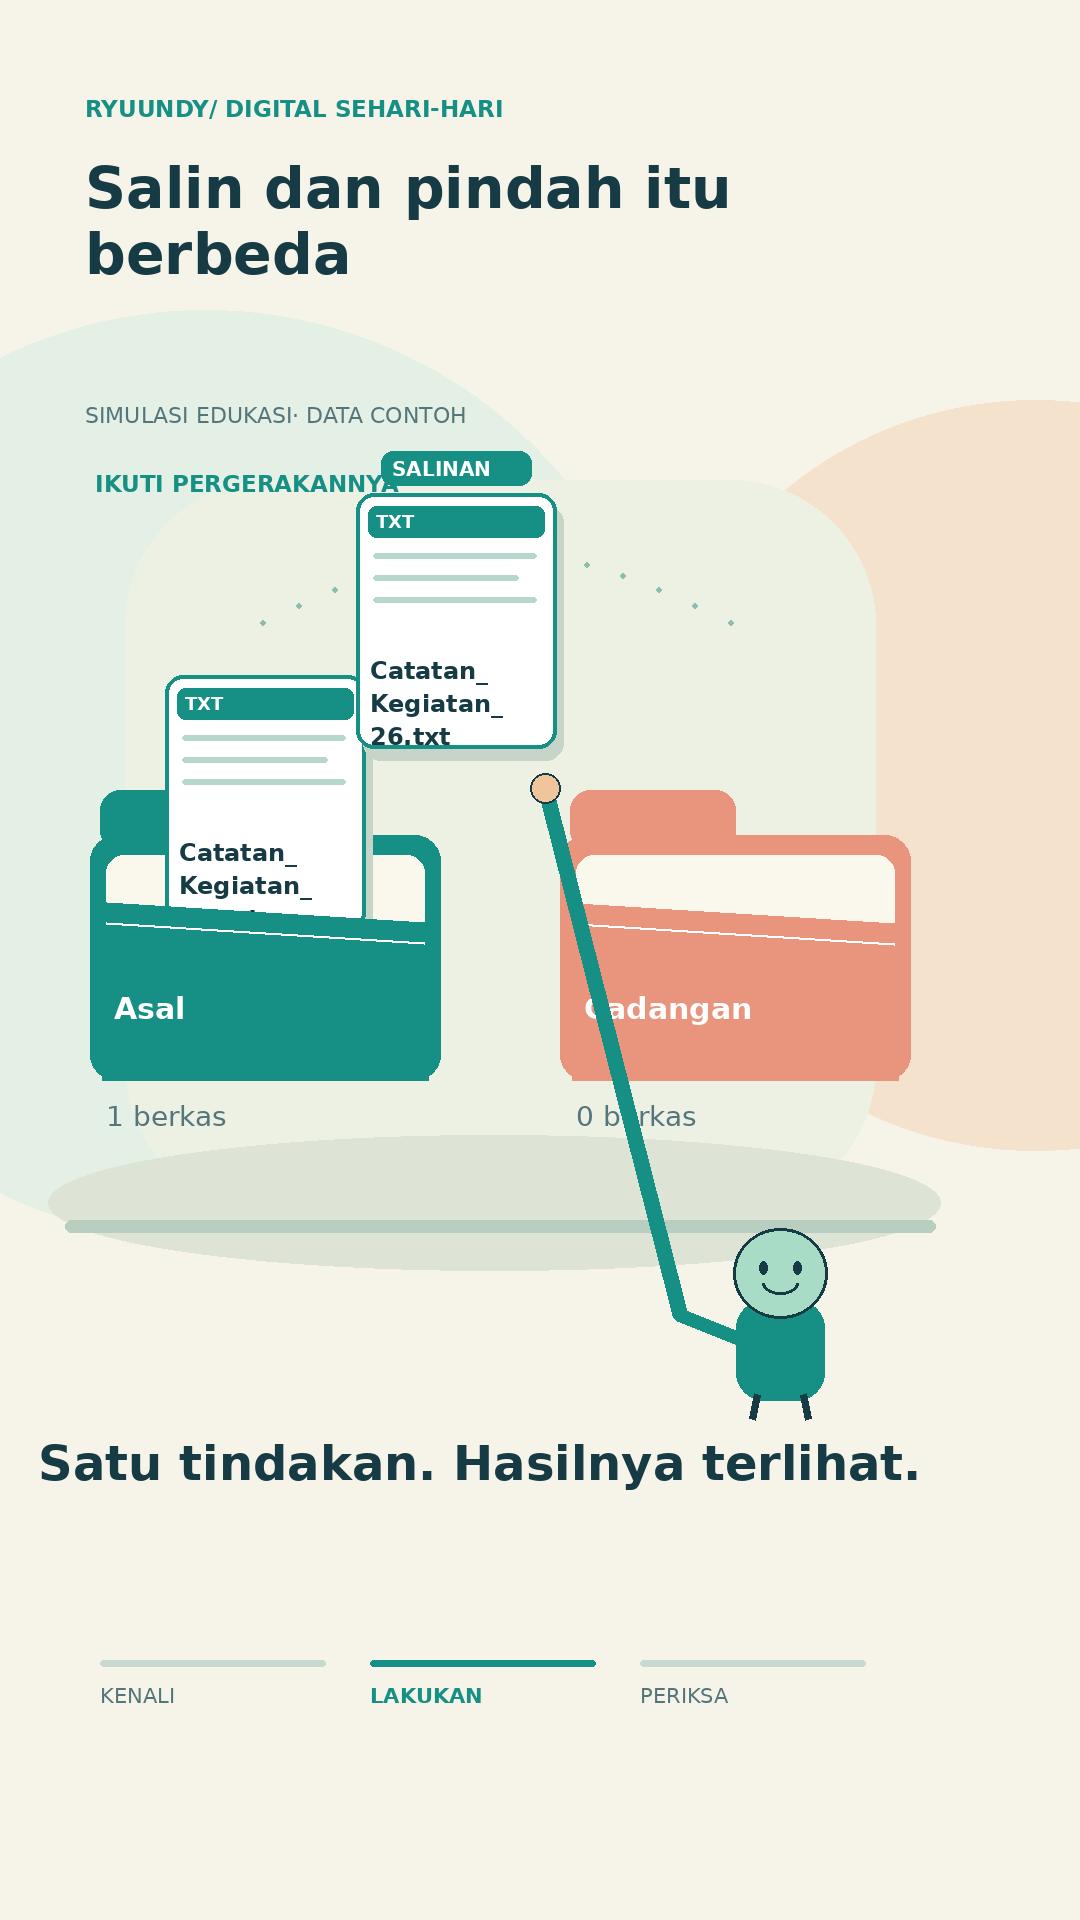 RYUUNDY/ DIGITAL SEHARI-HARI
Salin dan pindah itu
berbeda
SIMULASI EDUKASI· DATA CONTOH
IKUTI PERGERAKANNYA
SALINAN
TXT
Catatan_
Kegiatan_
26.txt
TXT
Catatan_
Kegiatan_
Asal
Cadangan
1 berkas
0 berkas
Satu tindakan. Hasilnya terlihat.
KENALI
LAKUKAN
PERIKSA